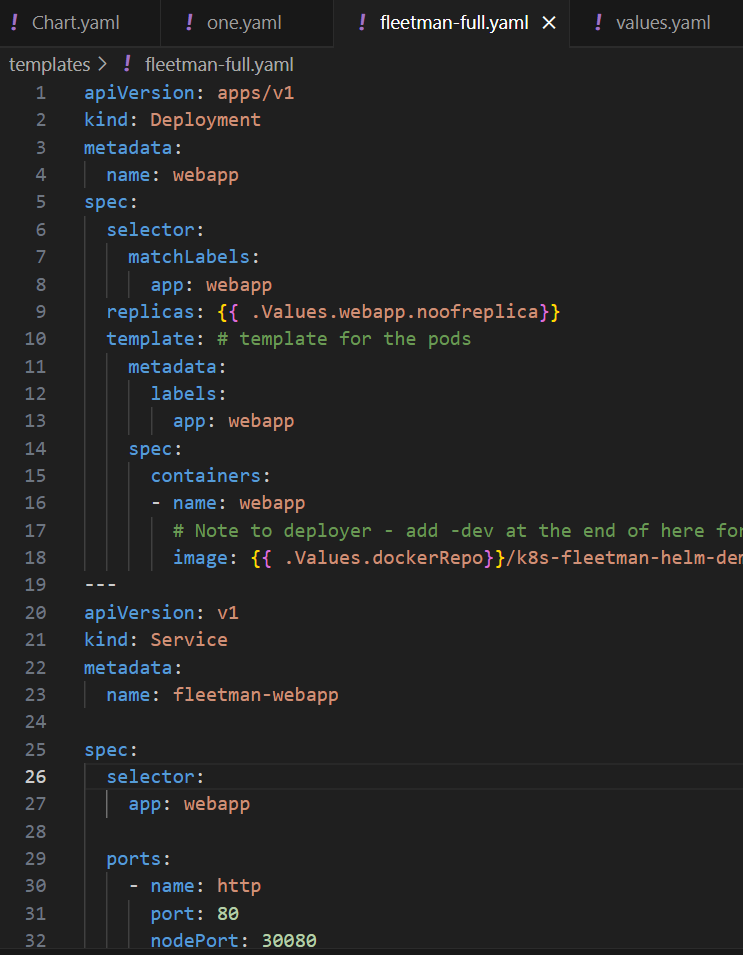 ! Chart.yaml ! one.yaml ! fleetman-full.yaml × ! values.yaml
templates > ! fleetman-full.yaml
1 apiVersion: apps/v1
2 kind: Deployment
3 metadata:
4   name: webapp
5 spec:
6   selector:
7     matchLabels:
8       app: webapp
9   replicas: {{ .Values.webapp.noofreplica}}
10   template: # template for the pods
11     metadata:
12       labels:
13         app: webapp
14     spec:
15       containers:
16       - name: webapp
17         # Note to deployer - add -dev at the end of here for
18         image: {{ .Values.dockerRepo}}/k8s-fleetman-helm-de
19 ---
20 apiVersion: v1
21 kind: Service
22 metadata:
23   name: fleetman-webapp
24
25 spec:
26   selector:
27     app: webapp
28
29   ports:
30     - name: http
31       port: 80
32       nodePort: 30080